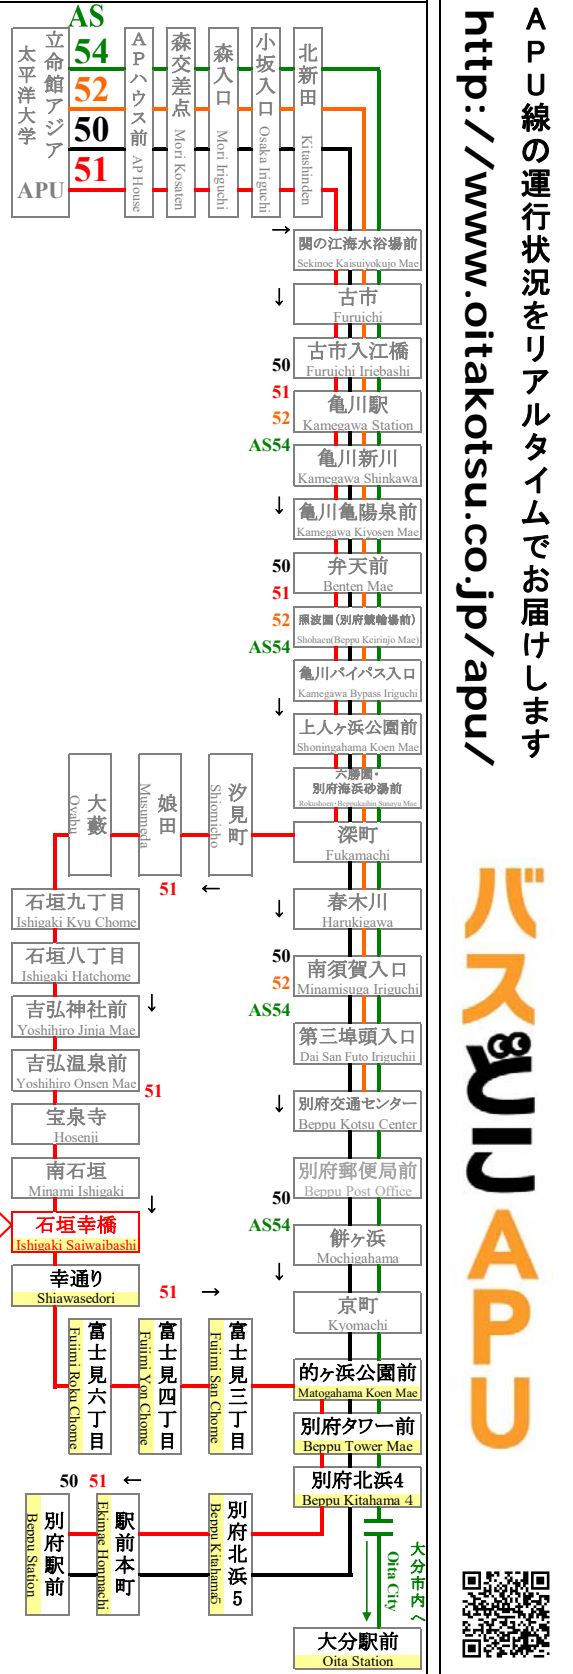 AS
54
52
50
51
立命館アジア
太平洋大学
APU
APハウス前
AP House
森交差点
Mori Kosaten
森入口
Mori Iriguchi
小坂入口
Osaka Iriguchi
北新田
Kitashinden
→
関の江海水浴場前
Sekinoe Kaisuiyokujo Mae
↓
古市
Furuichi
古市入江橋
Furuichi Iriebashi
50
51
52
AS54
亀川駅
Kamegawa Station
亀川新川
Kamegawa Shinkawa
↓
亀川亀陽泉前
Kamegawa Kiyosen Mae
弁天前
Benten Mae
50
51
52
AS54
照波園(別府競輪場前)
Shohaen(Beppu Keirinjo Mae)
亀川バイパス入口
Kamegawa Bypass Iriguchi
↓
上人ヶ浜公園前
Shoningahama Koen Mae
六勝園・
別府海浜砂湯前
Rokushoen・Beppukaihin Sunayu Mae
深町
Fukamachi
汐見町
Shiomicho
娘田
Musumeda
大藪
Oyabu
51 ←
石垣九丁目
Ishigaki Kyu Chome
石垣八丁目
Ishigaki Hatchome
吉弘神社前
Yoshihiro Jinja Mae
↓
吉弘温泉前
Yoshihiro Onsen Mae
51
宝泉寺
Hosenji
南石垣
Minami Ishigaki
↓
石垣幸橋
Ishigaki Saiwaibashi
幸通り
Shiawasedori
51 →
富士見六丁目
Fujimi Roku Chome
富士見四丁目
Fujimi Yon Chome
富士見三丁目
Fujimi San Chome
↓
春木川
Harukigawa
50
52
AS54
南須賀入口
Minamisuga Iriguchi
第三埠頭入口
Dai San Futo Iriguchii
↓
別府交通センター
Beppu Kotsu Center
別府郵便局前
Beppu Post Office
50
AS54
餅ヶ浜
Mochigahama
↓
京町
Kyomachi
的ヶ浜公園前
Matogahama Koen Mae
別府タワー前
Beppu Tower Mae
別府北浜4
Beppu Kitahama 4
50 51 ←
別府北浜5
Beppu Kitahama5
駅前本町
Ekimae Honmachi
別府駅前
Beppu Station
大分市内へ
Oita City
大分駅前
Oita Station
APU線の運行状況をリアルタイムでお届けします
http://www.oitakotsu.co.jp/apu/
バスどこAPU